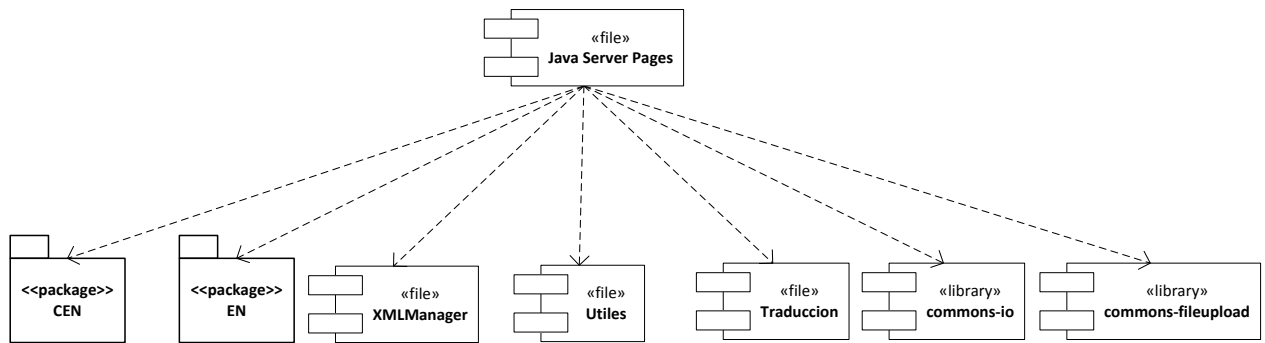 «file»
Java Server Pages
<<package>>
CEN
<<package>>
EN
«file»
XMLManager
«file»
Utiles
«file»
Traduccion
«library»
commons-io
«library»
commons-fileupload